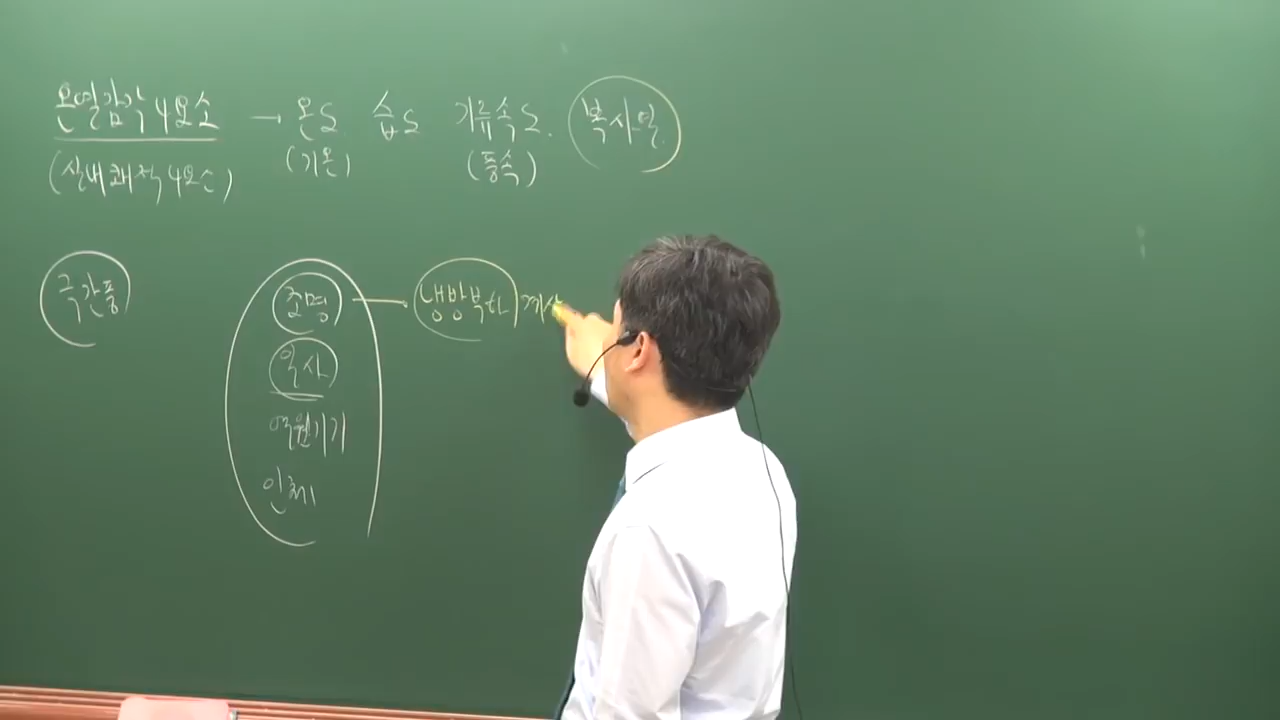 온열감각 4요소 → 온도 습도 기류속도. 복사열
(실내쾌적 4요소) (기온) (풍속)
극간풍
조명 냉방부하 계산
일사
외원기기
인체